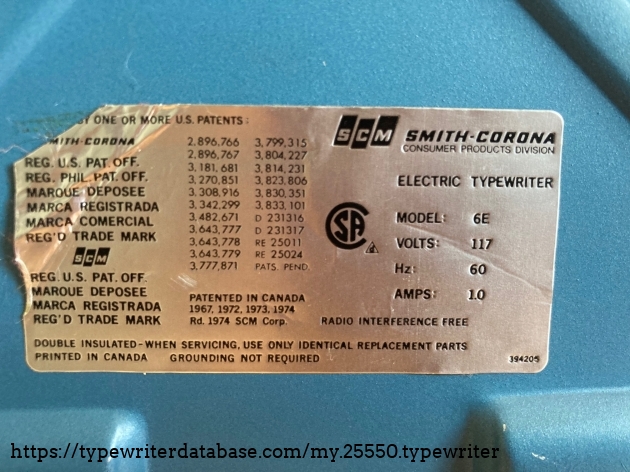 BY ONE OR MORE U.S. PATENTS:
SMITH-CORONA
REG. U.S. PAT. OFF.
REG. PHIL. PAT. OFF.
MARQUE DEPOSEE
MARCA REGISTRADA
MARCA COMERCIAL
REG'D TRADE MARK
SCM
REG. U.S. PAT. OFF.
MARQUE DEPOSEE
MARCA REGISTRADA
REG'D TRADE MARK
2,896,766 3,799,315
2,896,767 3,804,227
3,181,681 3,814,231
3,270,851 3,823,806
3,308,916 3,830,351
3,342,299 3,833,101
3,482,671 D 231316
3,643,777 D 231317
3,643,778 RE 25011
3,643,779 RE 25024
3,777,871 PATS. PEND.
PATENTED IN CANADA
1967, 1972, 1973, 1974
Rd. 1974 SCM Corp.
SCM SMITH-CORONA
CONSUMER PRODUCTS DIVISION
ELECTRIC TYPEWRITER
SA
MODEL: 6E
VOLTS: 117
Hz: 60
AMPS: 1.0
RADIO INTERFERENCE FREE
DOUBLE INSULATED-WHEN SERVICING, USE ONLY IDENTICAL REPLACEMENT PARTS
PRINTED IN CANADA GROUNDING NOT REQUIRED
394205
https://typewriterdatabase.com/my.25550.typewriter